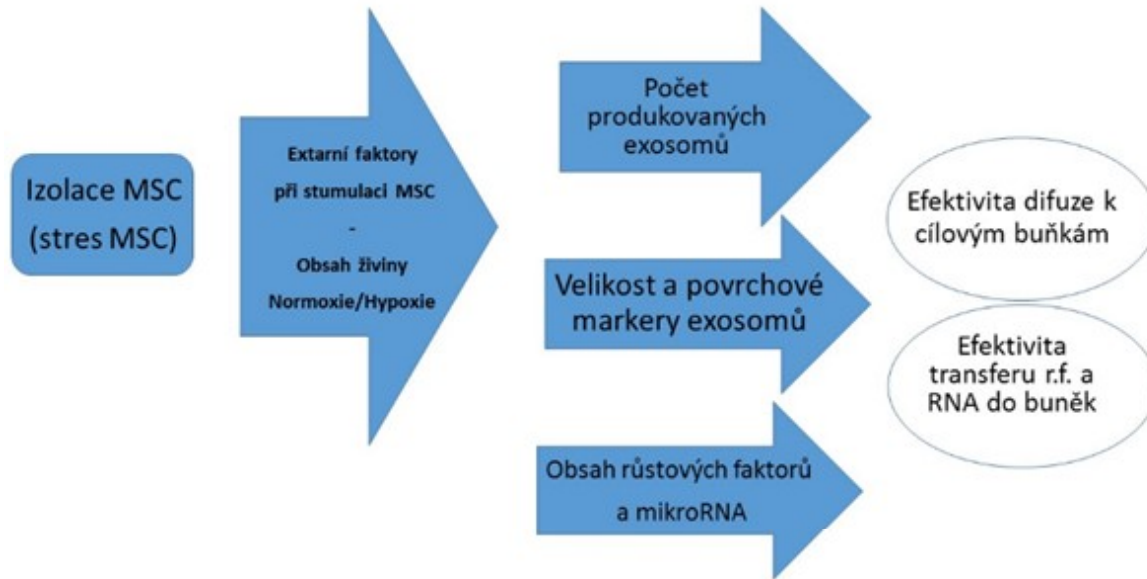 Izolace MSC
(stres MSC)
Extarní faktory
při stumulaci MSC
-
Obsah živiny
Normoxie/Hypoxie
Počet
produkovaných
exosomů
Velikost a povrchové
markery exosomů
Obsah růstových faktorů
a mikroRNA
Efektivita difuze k
cílovým buňkám
Efektivita
transferu r.f. a
RNA do buněk